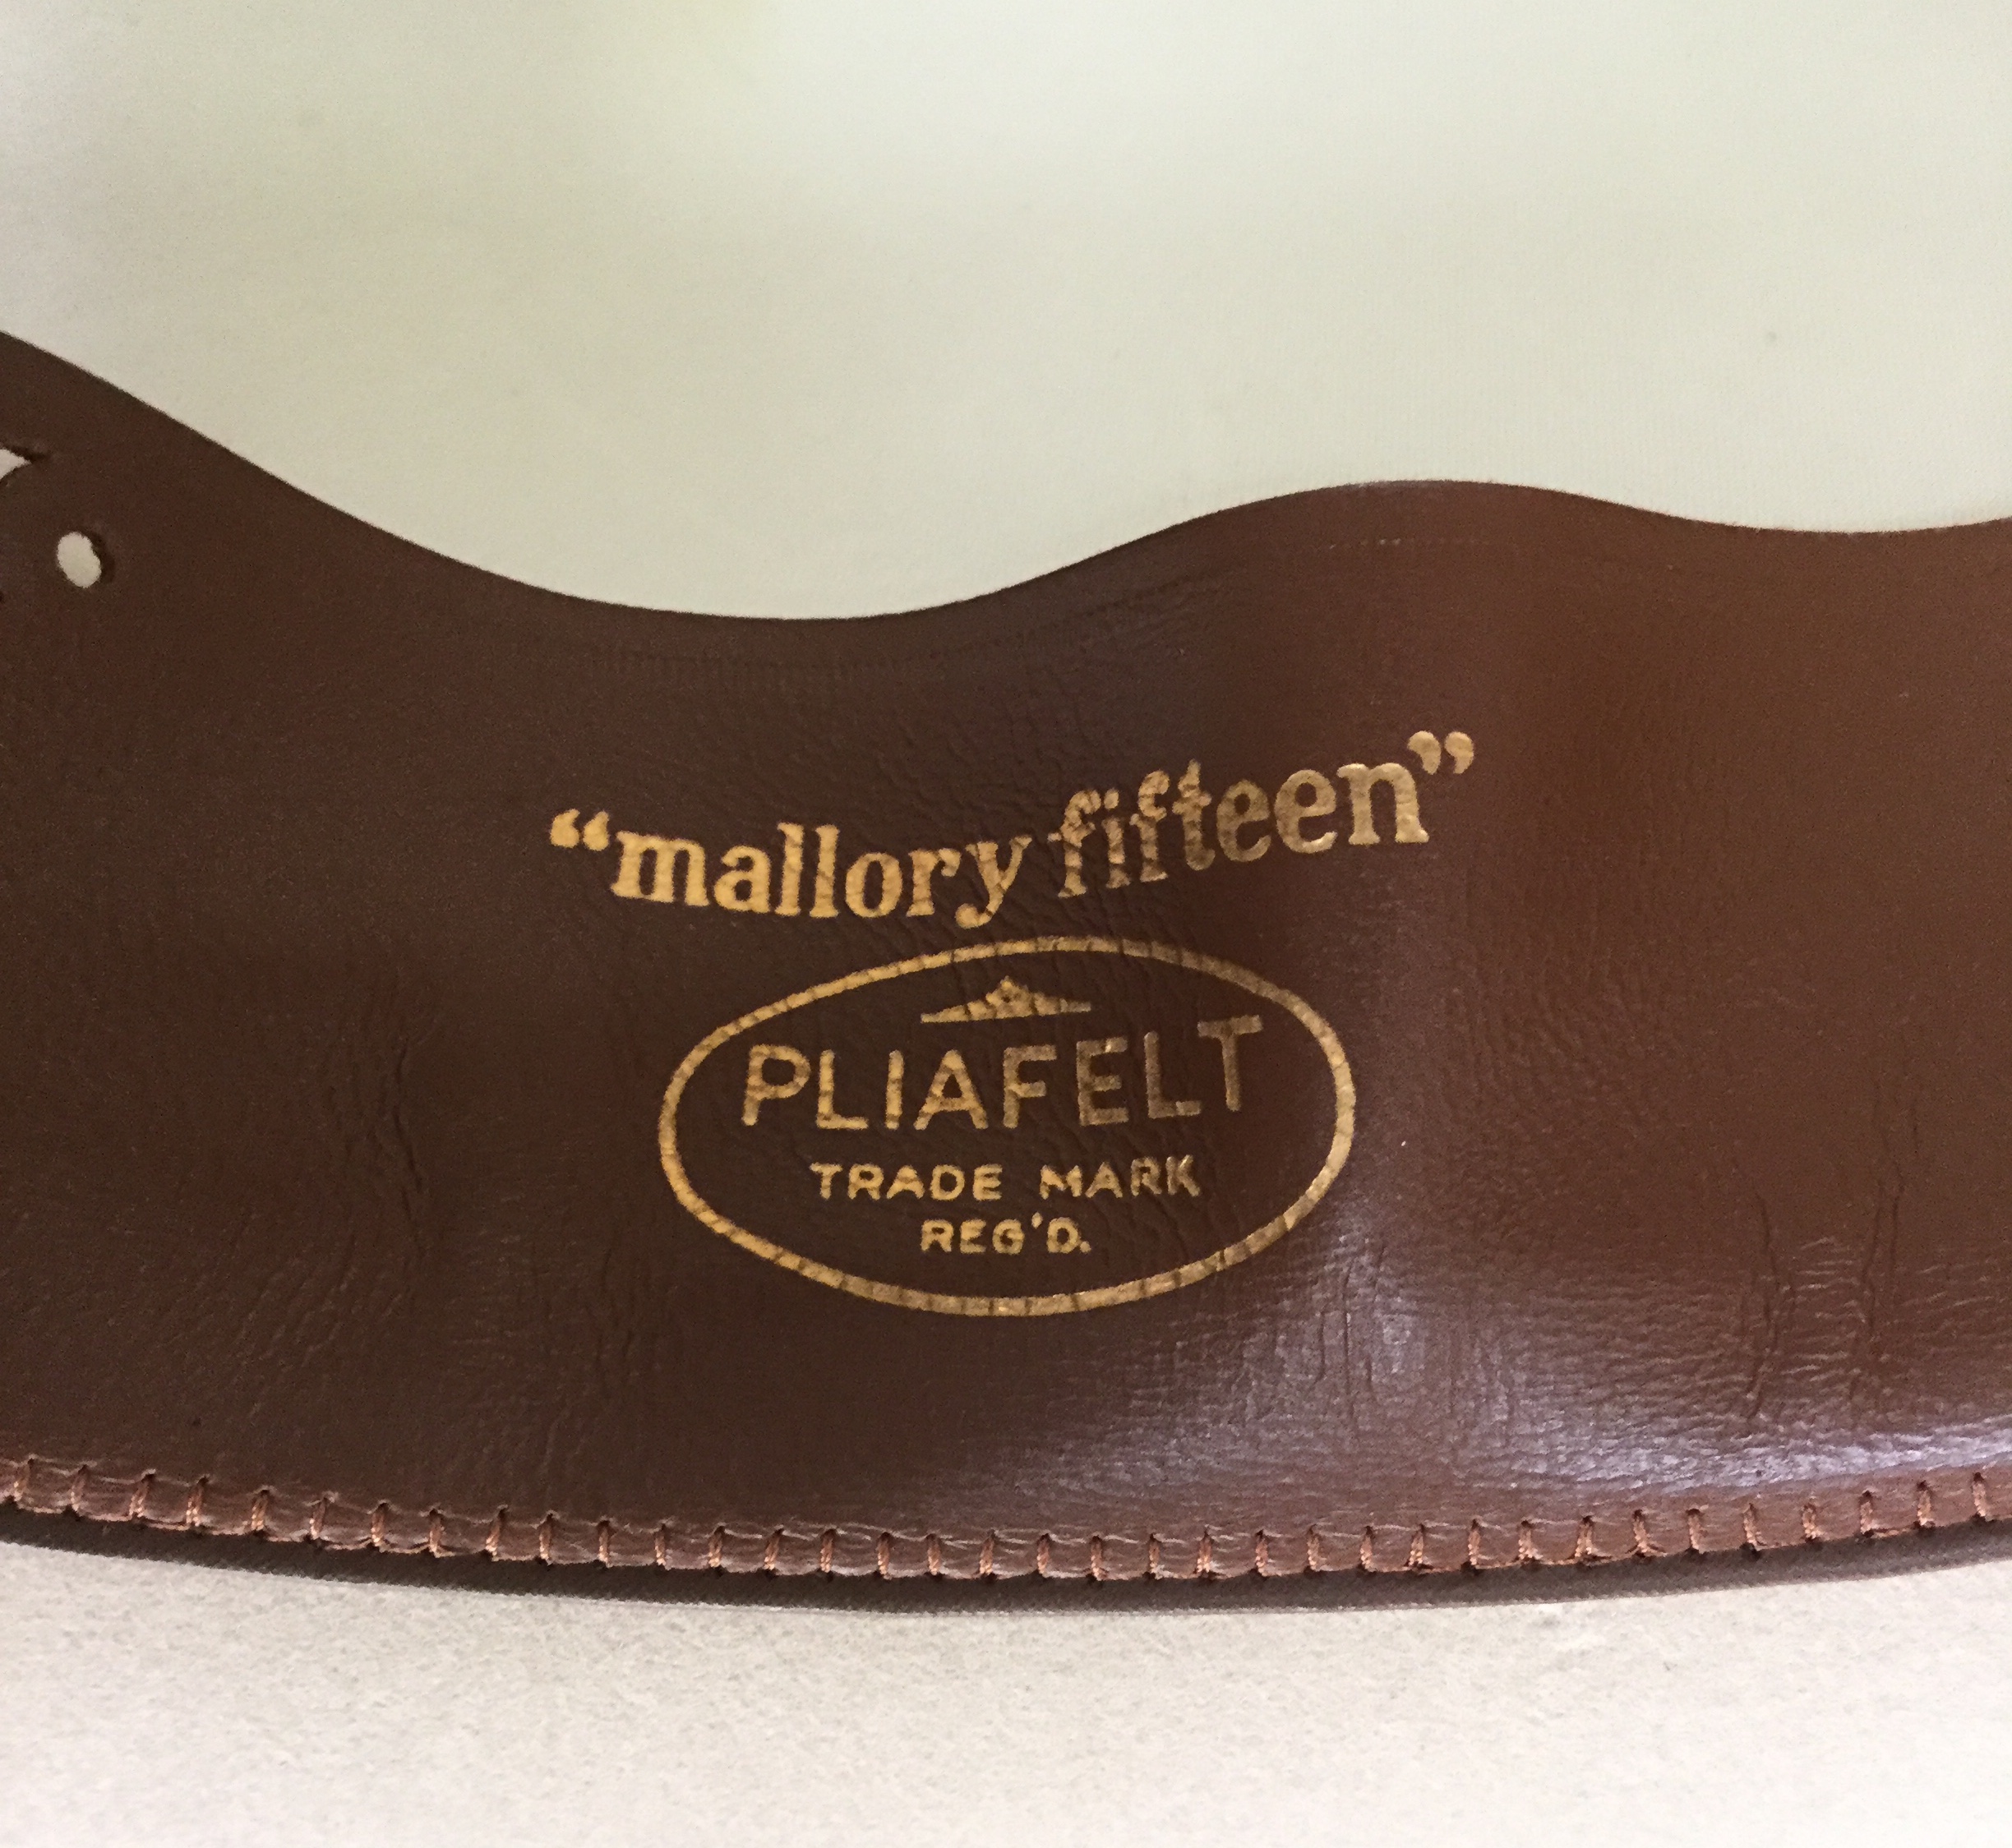 “mallory fifteen”
PLIAFELT
TRADE MARK
REG'D.